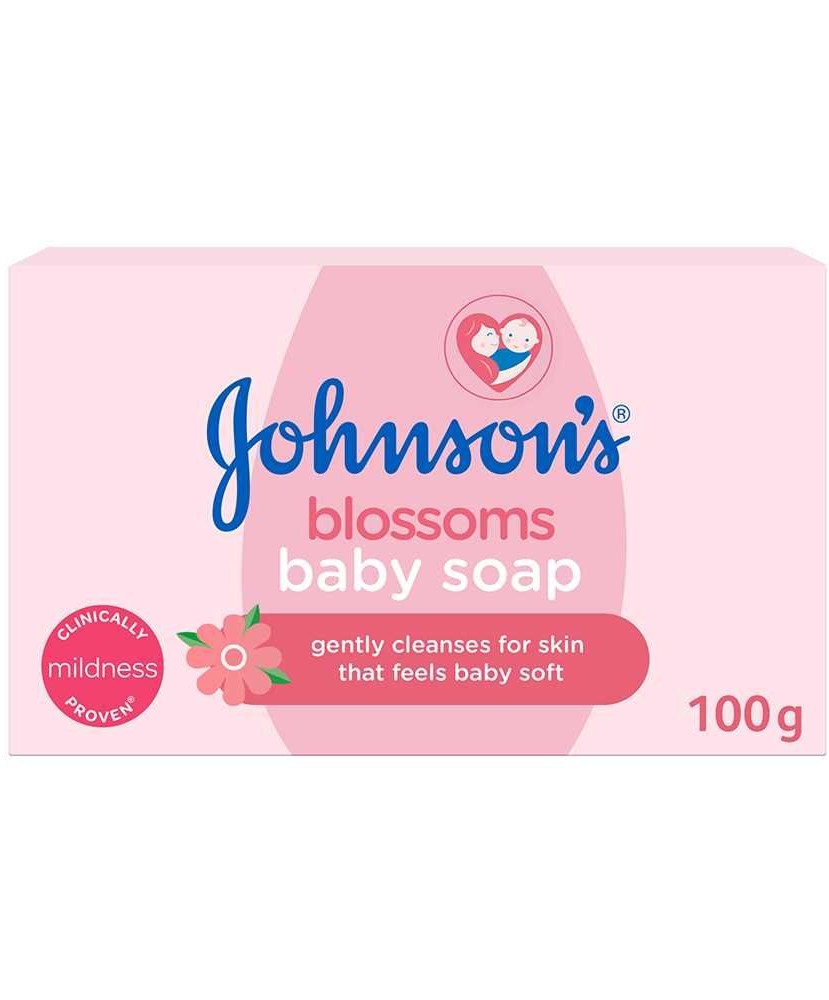 Johnson's®
blossoms
baby soap
gently cleanses for skin
that feels baby soft
CLINICALLY
mildness
PROVEN®
100g